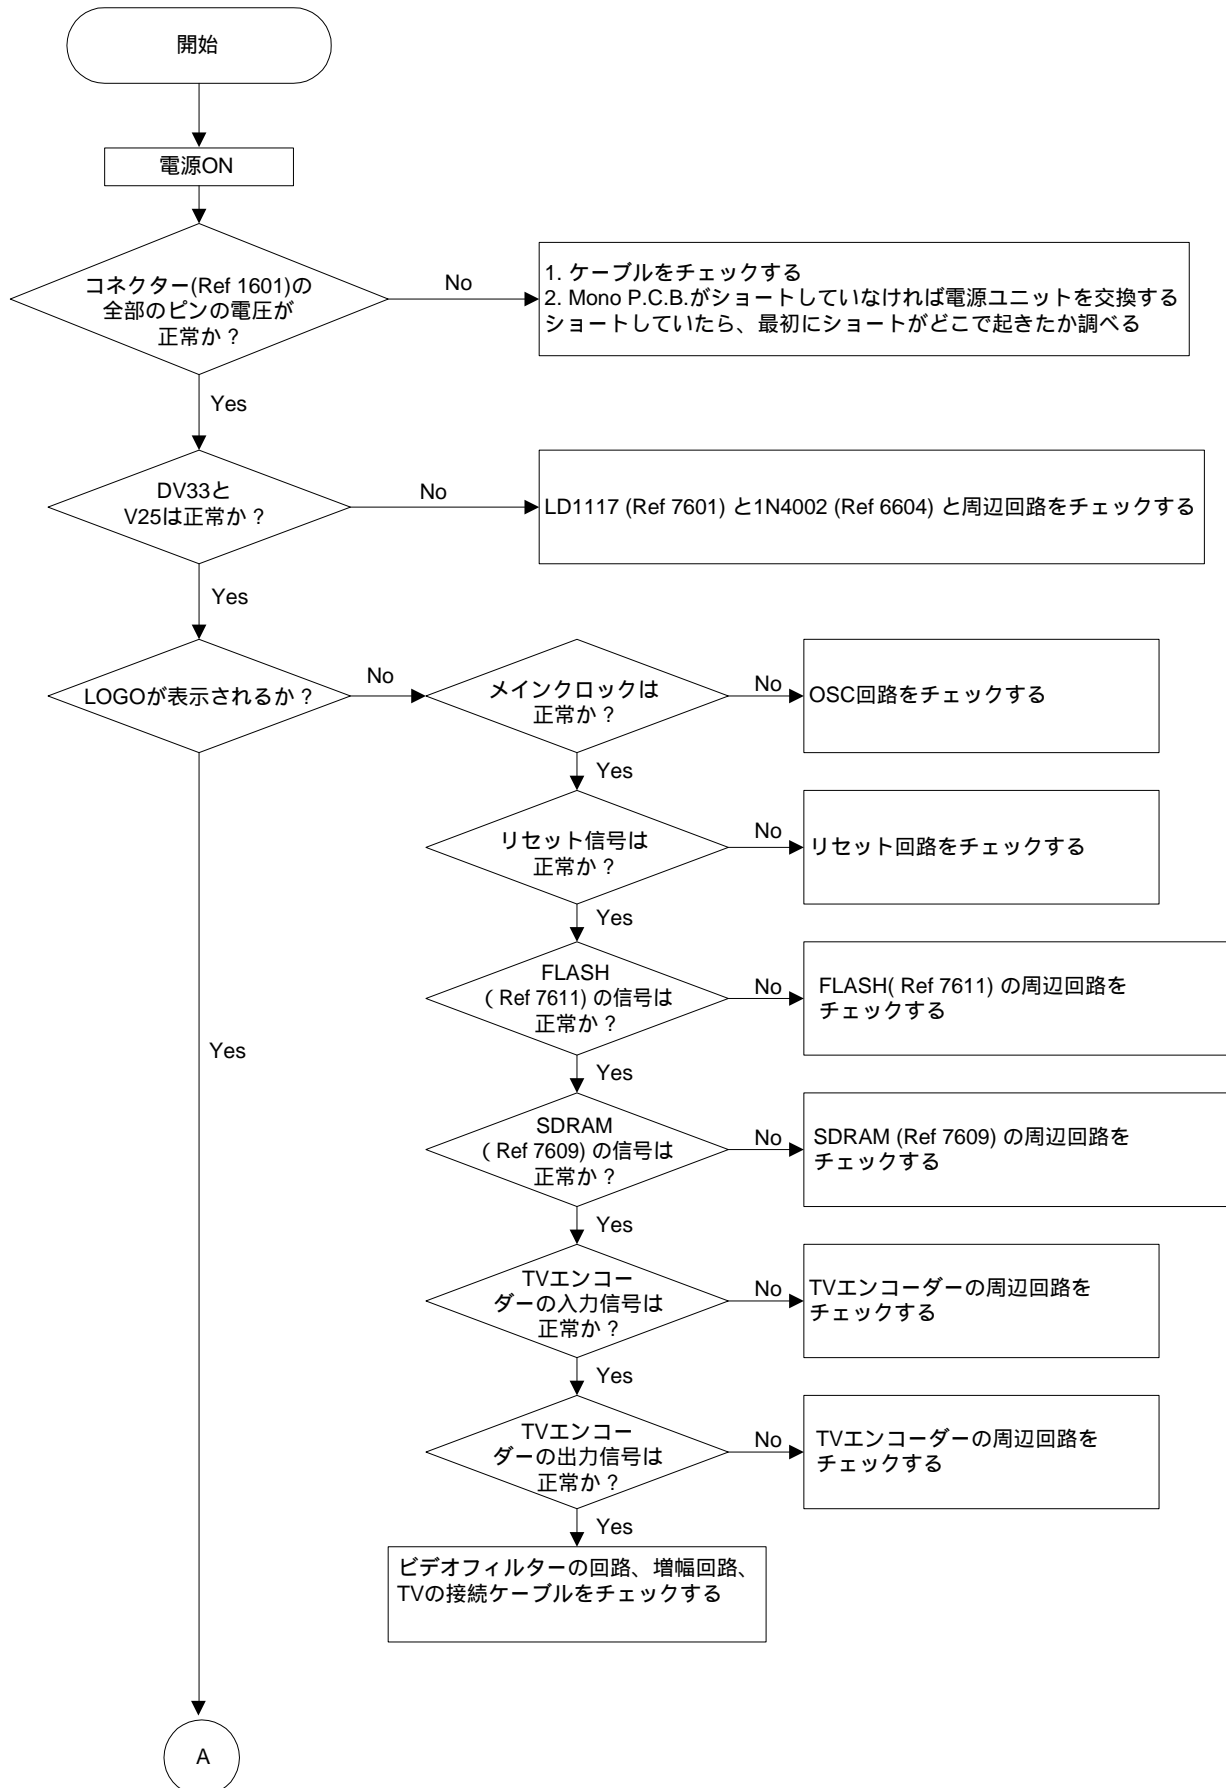 開始
電源ON
コネクター(Ref 1601)の
全部のピンの電圧が
正常か？
No
1. ケーブルをチェックする
2. Mono P.C.B.がショートしていなければ電源ユニットを交換する
ショートしていたら、最初にショートがどこで起きたか調べる
Yes
DV33と
V25は正常か？
No
LD1117 (Ref 7601) と1N4002 (Ref 6604) と周辺回路をチェックする
Yes
LOGOが表示されるか？
No
メインクロックは
正常か？
No
OSC回路をチェックする
Yes
リセット信号は
正常か？
No
リセット回路をチェックする
Yes
FLASH
( Ref 7611) の信号は
正常か？
No
FLASH( Ref 7611) の周辺回路を
チェックする
Yes
Yes
SDRAM
( Ref 7609) の信号は
正常か？
No
SDRAM (Ref 7609) の周辺回路を
チェックする
Yes
TVエンコー
ダーの入力信号は
正常か？
No
TVエンコーダーの周辺回路を
チェックする
Yes
TVエンコー
ダーの出力信号は
正常か？
No
TVエンコーダーの周辺回路を
チェックする
Yes
ビデオフィルターの回路、増幅回路、
TVの接続ケーブルをチェックする
A